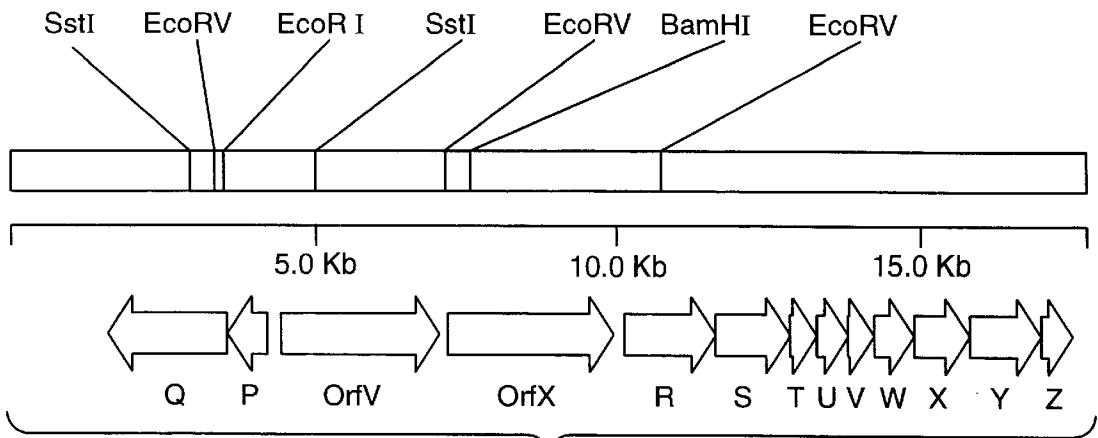 SstI EcoRV EcoR I SstI EcoRV BamHI EcoRV
5.0 Kb 10.0 Kb 15.0 Kb
Q P OrfV OrfX R S T U V W X Y Z